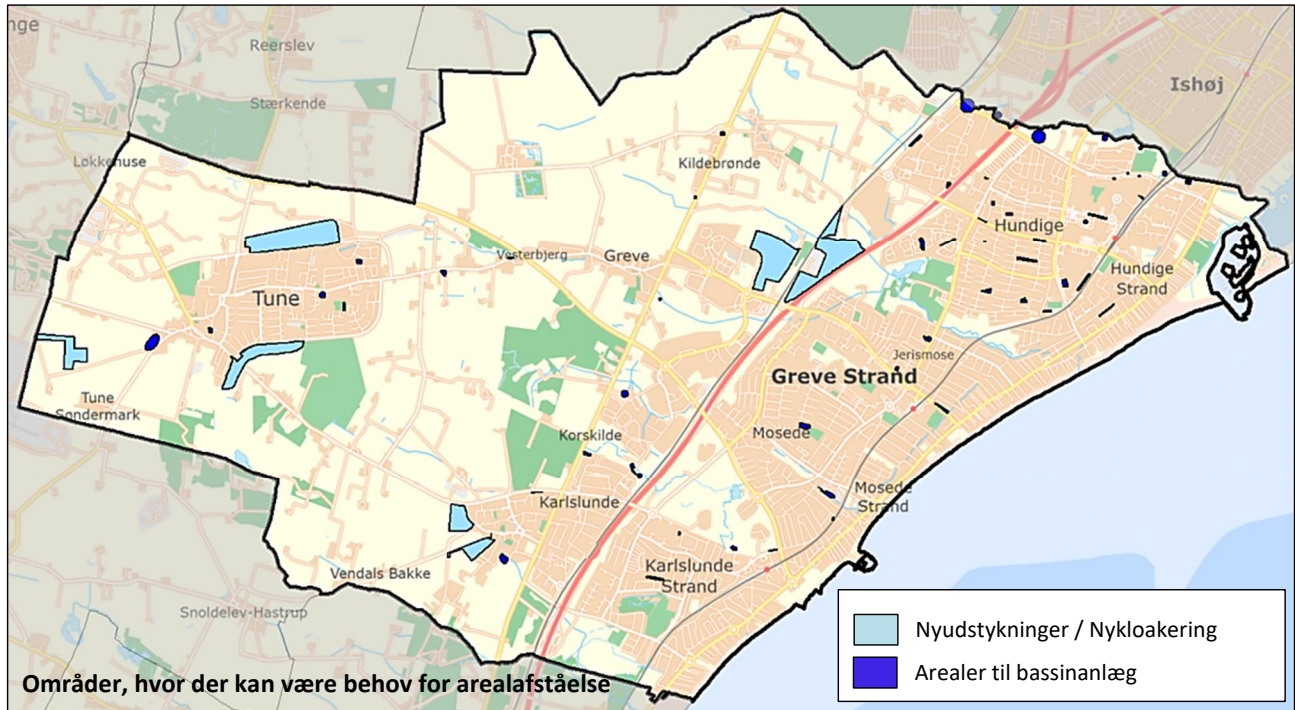 nge
Reerslev
Ishøj
Stærkende
Løkkehuse
Kildebrønde
Hundige
Vesterbjerg
Greve
Hundige
Strand
Tune
Jerismose
Greve Strand
Tune
Søndermark
Mosede
Korskilde
Mosede
Strand
Karlslunde
Karlslunde
Strand
Vendals Bakke
Snoldelev-Hastrup
Nyudstykninger / Nykloakering
Arealer til bassinanlæg
Områder, hvor der kan være behov for arealafståelse